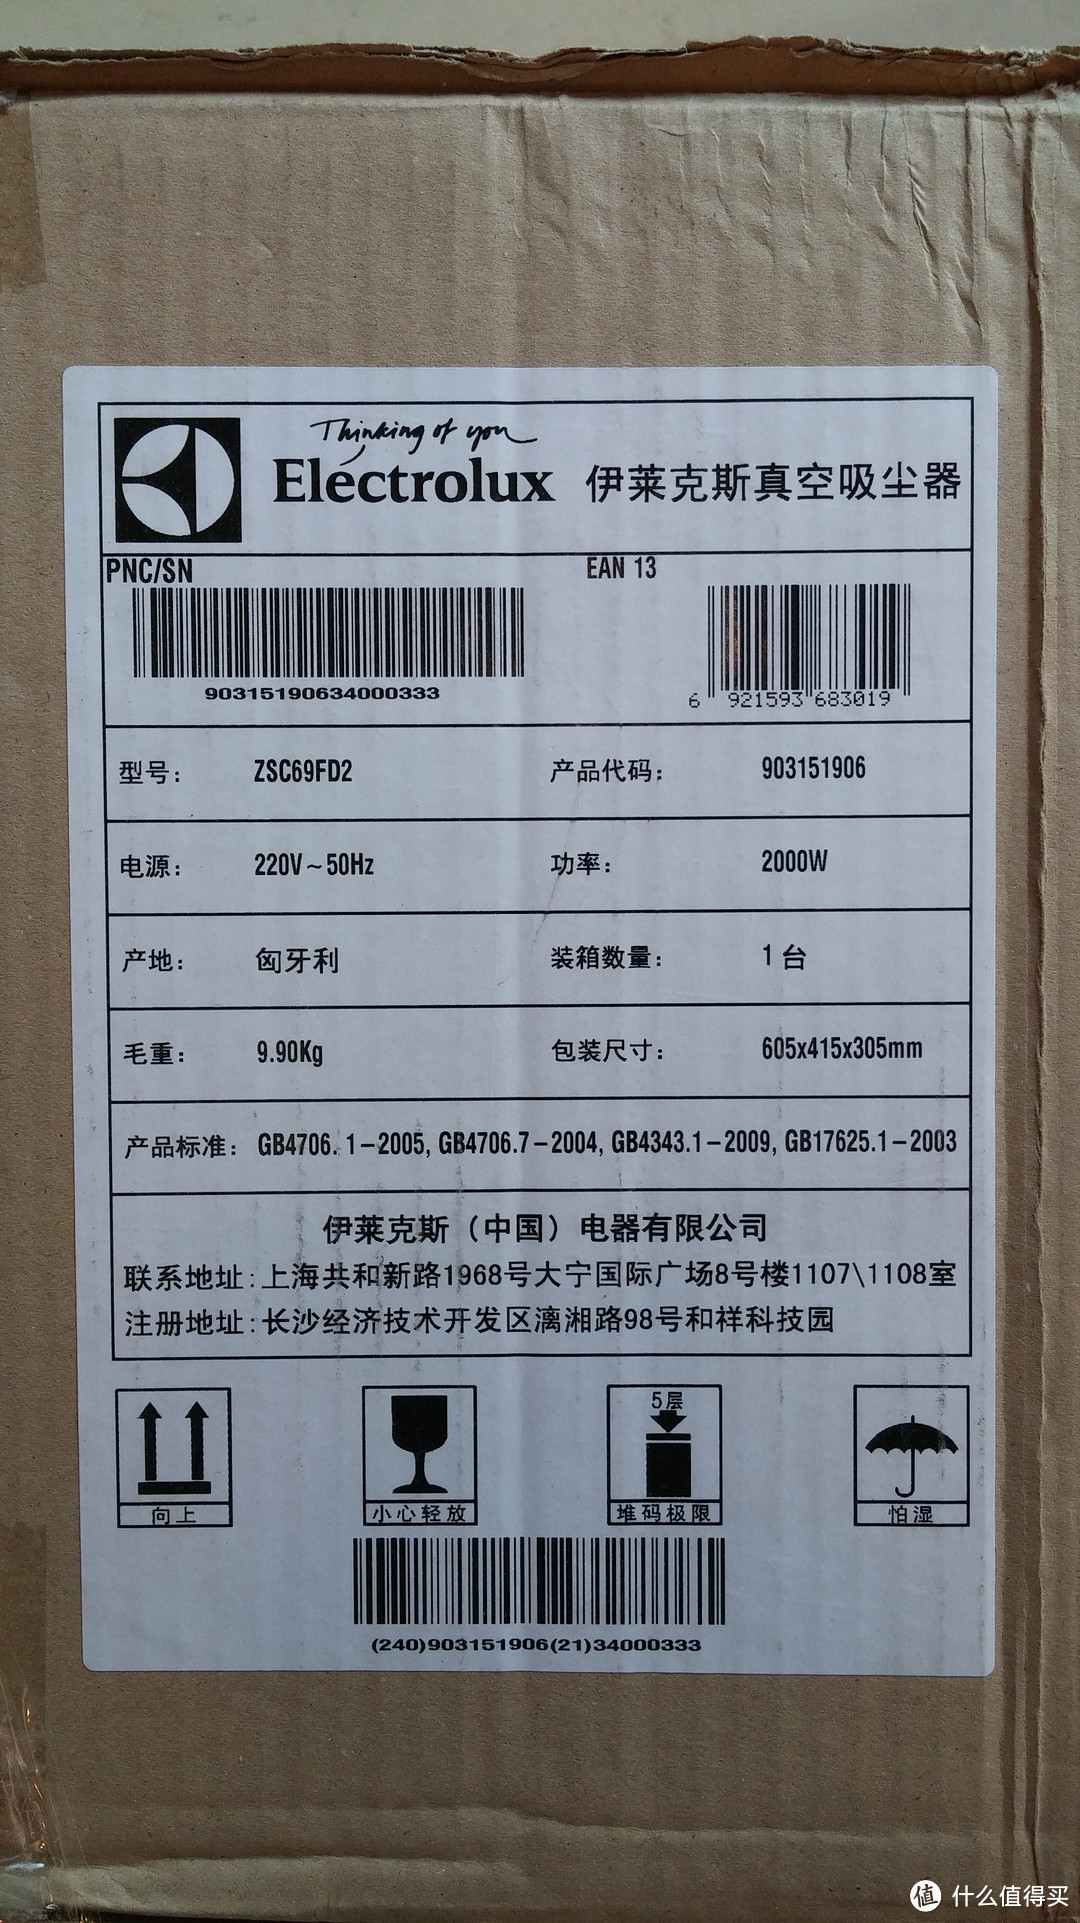 Thinking of you
Electrolux 伊莱克斯真空吸尘器
PNC/SN EAN 13
90315190634000333
6 921593 683019
型号： ZSC69FD2 产品代码： 903151906
电源： 220V～50Hz 功率： 2000W
产地： 匈牙利 装箱数量： 1 台
毛重： 9.90Kg 包装尺寸： 605x415x305mm
产品标准： GB4706. 1－2005, GB4706.7－2004, GB4343.1－2009, GB17625.1－2003
伊莱克斯（中国）电器有限公司
联系地址：上海共和新路1968号大宁国际广场8号楼1107\1108室
注册地址：长沙经济技术开发区漓湘路98号和祥科技园
5层
向上 小心轻放 堆码极限 怕湿
(240)903151906(21)34000333
值 什么值得买